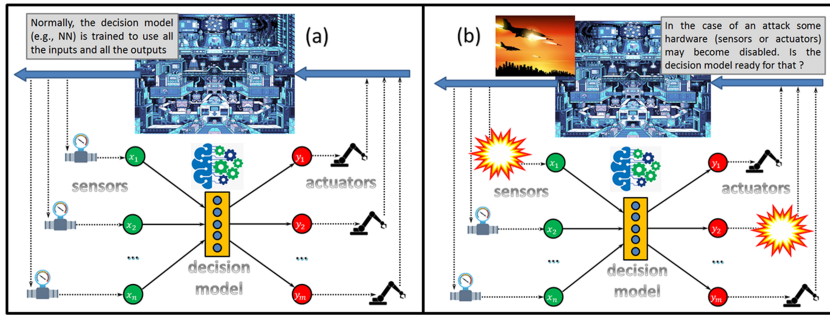 Normally, the decision model
(e.g., NN) is trained to use all
the inputs and all the outputs
(a)
sensors
x1
y1
actuators
x2
y2
...
...
decision
model
xn
ym
(b)
In the case of an attack some
hardware (sensors or actuators)
may become disabled. Is the
decision model ready for that ?
sensors
x1
y1
actuators
x2
y2
...
...
decision
model
xn
ym